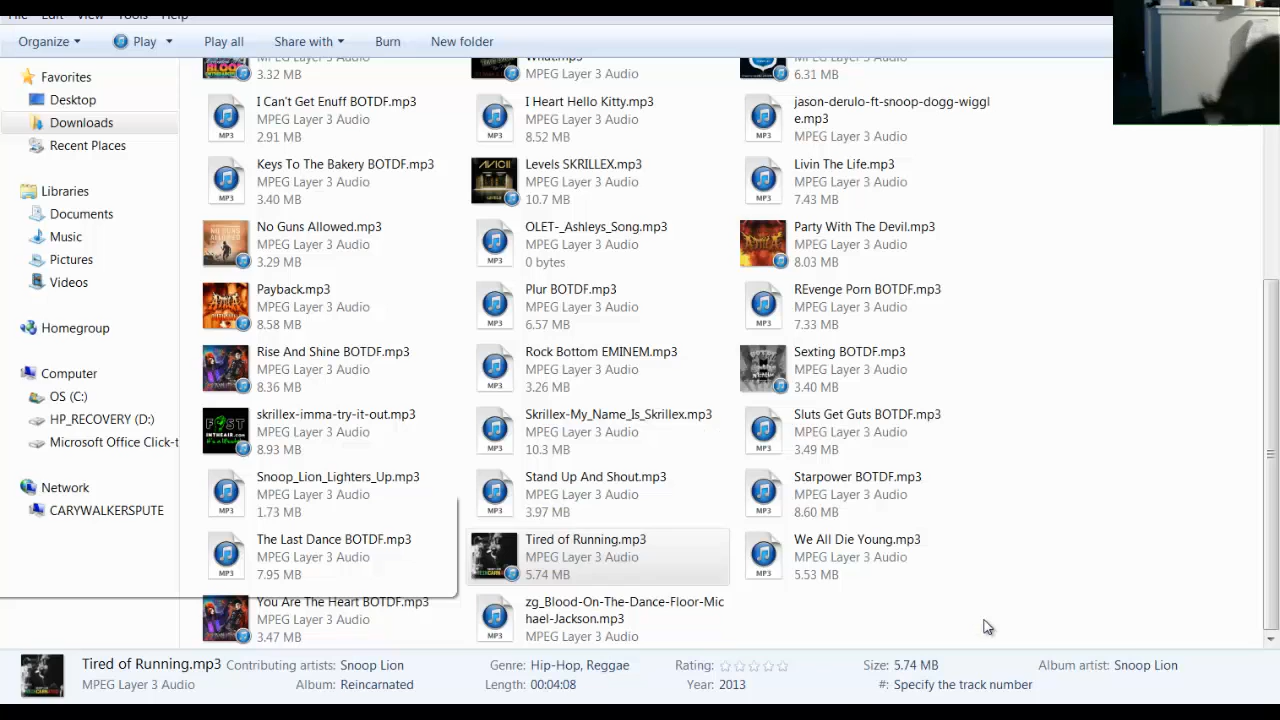 File Edit View Tools Help
Organize Play Play all Share with Burn New folder
Favorites
Desktop
Downloads
Recent Places
Libraries
Documents
Music
Pictures
Videos
Homegroup
Computer
OS (C:)
HP_RECOVERY (D:)
Microsoft Office Click-t
Network
CARYWALKERSPUTE
MPEG Layer 3 Audio
3.32 MB
What.mp3
MPEG Layer 3 Audio
6.31 MB
I Can't Get Enuff BOTDF.mp3
MPEG Layer 3 Audio
2.91 MB
I Heart Hello Kitty.mp3
MPEG Layer 3 Audio
8.52 MB
jason-derulo-ft-snoop-dogg-wiggl
e.mp3
MPEG Layer 3 Audio
Keys To The Bakery BOTDF.mp3
MPEG Layer 3 Audio
3.40 MB
AVICII
Levels SKRILLEX.mp3
MPEG Layer 3 Audio
10.7 MB
Livin The Life.mp3
MPEG Layer 3 Audio
7.43 MB
No Guns Allowed.mp3
MPEG Layer 3 Audio
3.29 MB
OLET-_Ashleys_Song.mp3
MPEG Layer 3 Audio
0 bytes
Party With The Devil.mp3
MPEG Layer 3 Audio
8.03 MB
Payback.mp3
MPEG Layer 3 Audio
8.58 MB
Plur BOTDF.mp3
MPEG Layer 3 Audio
6.57 MB
REvenge Porn BOTDF.mp3
MPEG Layer 3 Audio
7.33 MB
Rise And Shine BOTDF.mp3
MPEG Layer 3 Audio
8.36 MB
Rock Bottom EMINEM.mp3
MPEG Layer 3 Audio
3.26 MB
Sexting BOTDF.mp3
MPEG Layer 3 Audio
3.40 MB
skrillex-imma-try-it-out.mp3
MPEG Layer 3 Audio
8.93 MB
Skrillex-My_Name_Is_Skrillex.mp3
MPEG Layer 3 Audio
10.3 MB
Sluts Get Guts BOTDF.mp3
MPEG Layer 3 Audio
3.49 MB
Snoop_Lion_Lighters_Up.mp3
MPEG Layer 3 Audio
1.73 MB
Stand Up And Shout.mp3
MPEG Layer 3 Audio
3.97 MB
Starpower BOTDF.mp3
MPEG Layer 3 Audio
8.60 MB
The Last Dance BOTDF.mp3
MPEG Layer 3 Audio
7.95 MB
Tired of Running.mp3
MPEG Layer 3 Audio
5.74 MB
We All Die Young.mp3
MPEG Layer 3 Audio
5.53 MB
You Are The Heart BOTDF.mp3
MPEG Layer 3 Audio
3.47 MB
zg_Blood-On-The-Dance-Floor-Mic
hael-Jackson.mp3
MPEG Layer 3 Audio
Tired of Running.mp3 Contributing artists: Snoop Lion Genre: Hip-Hop, Reggae Rating: Size: 5.74 MB Album artist: Snoop Lion
MPEG Layer 3 Audio Album: Reincarnated Length: 00:04:08 Year: 2013 #: Specify the track number